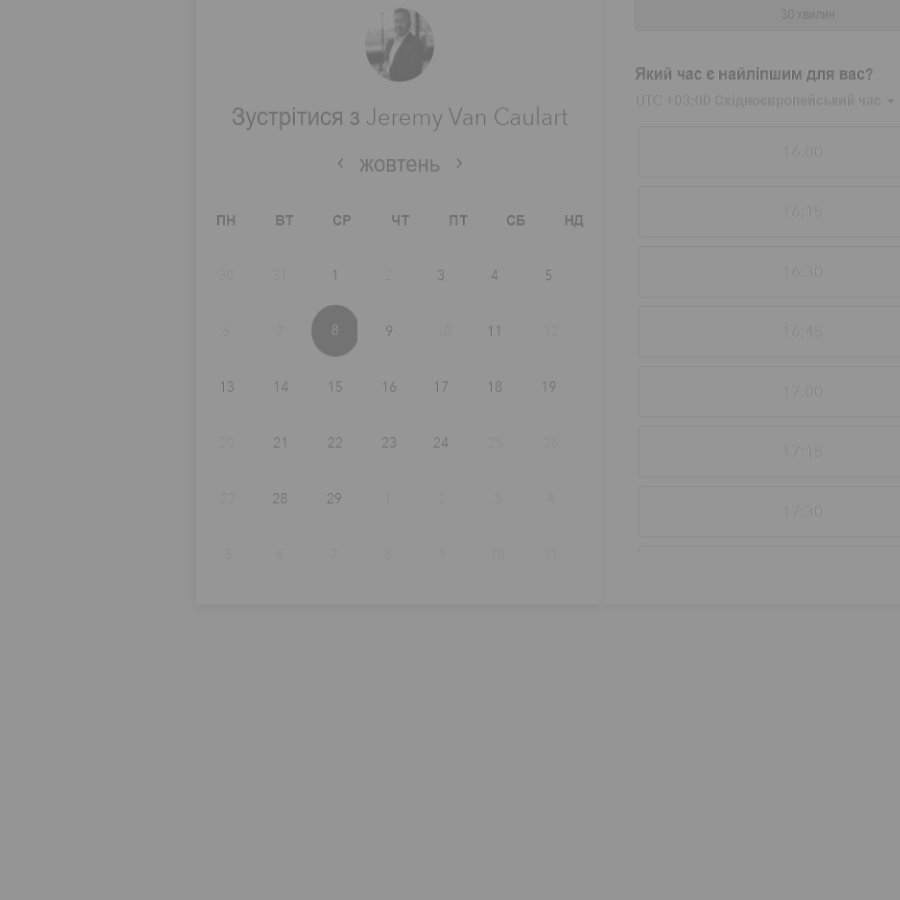 30 хвилин
Зустрітися з Jeremy Van Caulart
‹ жовтень ›
ПН ВТ СР ЧТ ПТ СБ НД
30 31 1 2 3 4 5
6 7 8 9 10 11 12
13 14 15 16 17 18 19
20 21 22 23 24 25 26
27 28 29 1 2 3 4
5 6 7 8 9 10 11
Який час є найліпшим для вас?
UTC +03:00 Східноєвропейський час
16:00
16:15
16:30
16:45
17:00
17:15
17:30